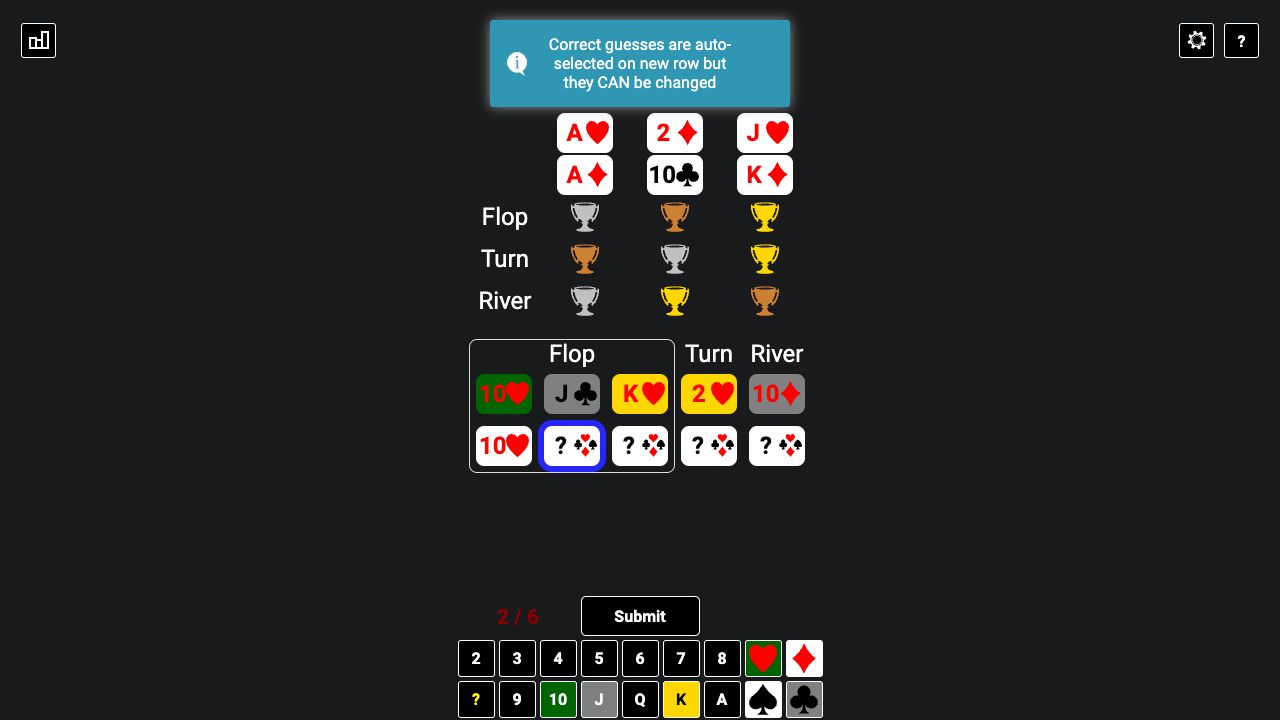 Correct guesses are auto-
selected on new row but
they CAN be changed
?
A 2 J
A 10 K
Flop
Turn
River
Flop Turn River
10 J K 2 10
10 ? ? ? ?
2 / 6 Submit
2 3 4 5 6 7 8
? 9 10 J Q K A